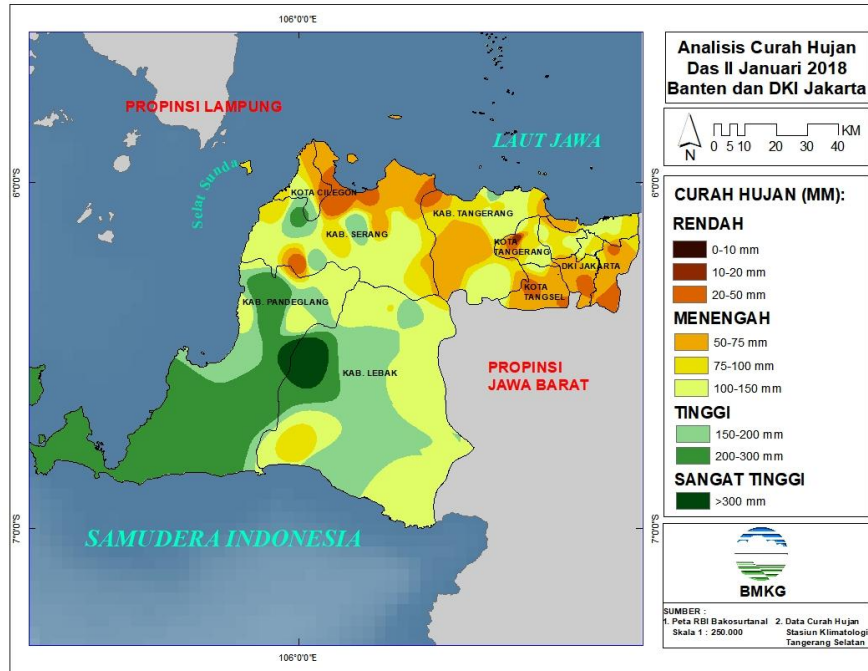 106°0'0"E
Analisis Curah Hujan
Das II Januari 2018
Banten dan DKI Jakarta
N
0 5 10 20 30 40
KM
PROPINSI LAMPUNG
LAUT JAWA
Selat Sunda
6°0'0"S
6°0'0"S
KOTA CILEGON
KAB. SERANG
KAB. TANGERANG
KOTA
TANGERANG
DKI JAKARTA
KOTA
TANGSEL
KAB. PANDEGLANG
KAB. LEBAK
PROPINSI
JAWA BARAT
SAMUDERA INDONESIA
7°0'0"S
7°0'0"S
106°0'0"E
CURAH HUJAN (MM):
RENDAH
0-10 mm
10-20 mm
20-50 mm
MENENGAH
50-75 mm
75-100 mm
100-150 mm
TINGGI
150-200 mm
200-300 mm
SANGAT TINGGI
>300 mm
BMKG
SUMBER :
1. Peta RBI Bakosurtanal
Skala 1 : 250.000
2. Data Curah Hujan
Stasiun Klimatologi
Tangerang Selatan